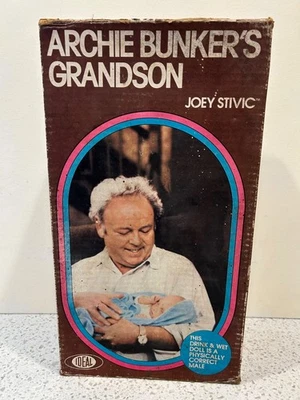 ARCHIE BUNKER'S
GRANDSON
JOEY STIVIC™
THIS
DRINK & WET
DOLL IS A
PHYSICALLY
CORRECT
MALE
IDEAL